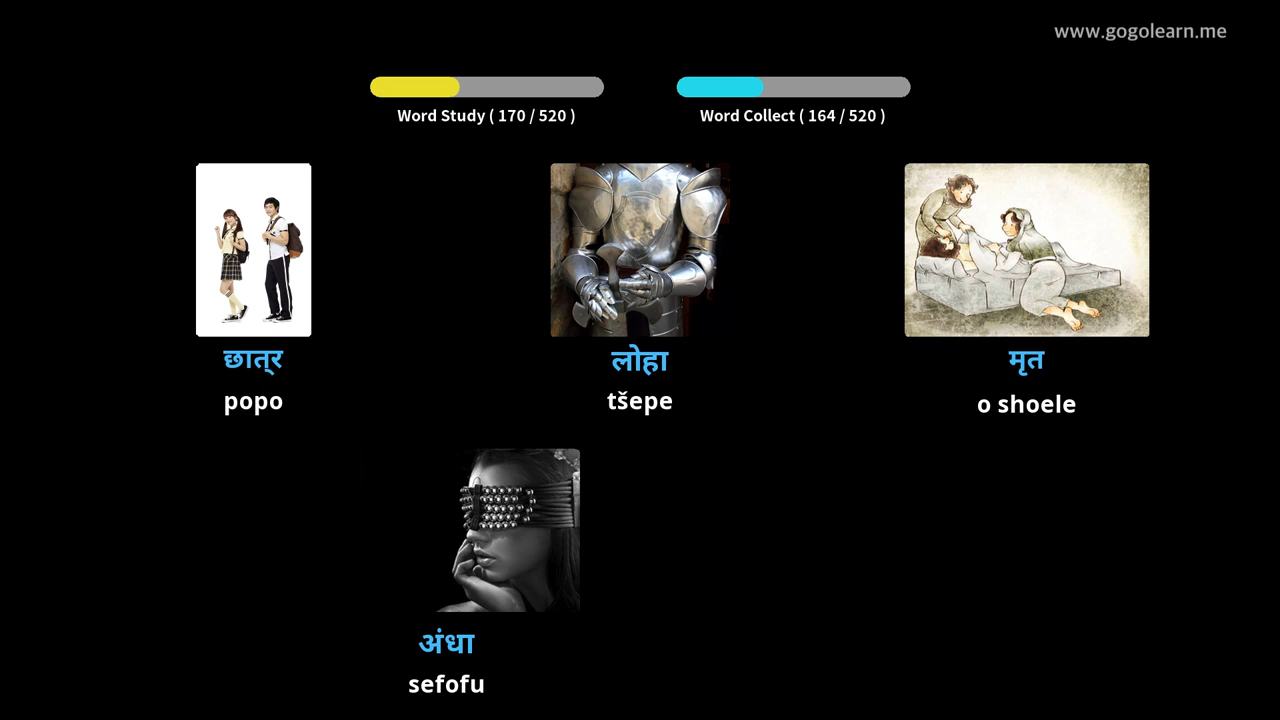 www.gogolearn.me
Word Study ( 170 / 520 )
Word Collect ( 164 / 520 )
छात्र
लोहा
मृत
popo
tšepe
o shoele
अंधा
sefofu